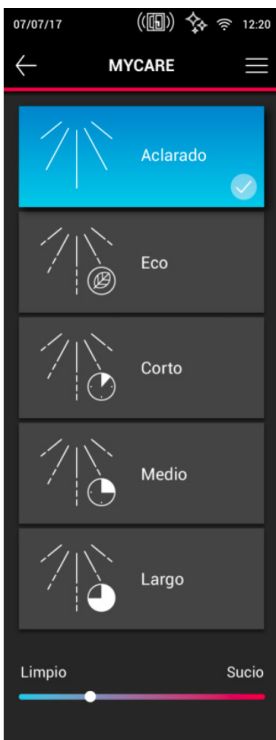 07/07/17 12:20
MYCARE
Aclarado
Eco
Corto
Medio
Largo
Limpio Sucio